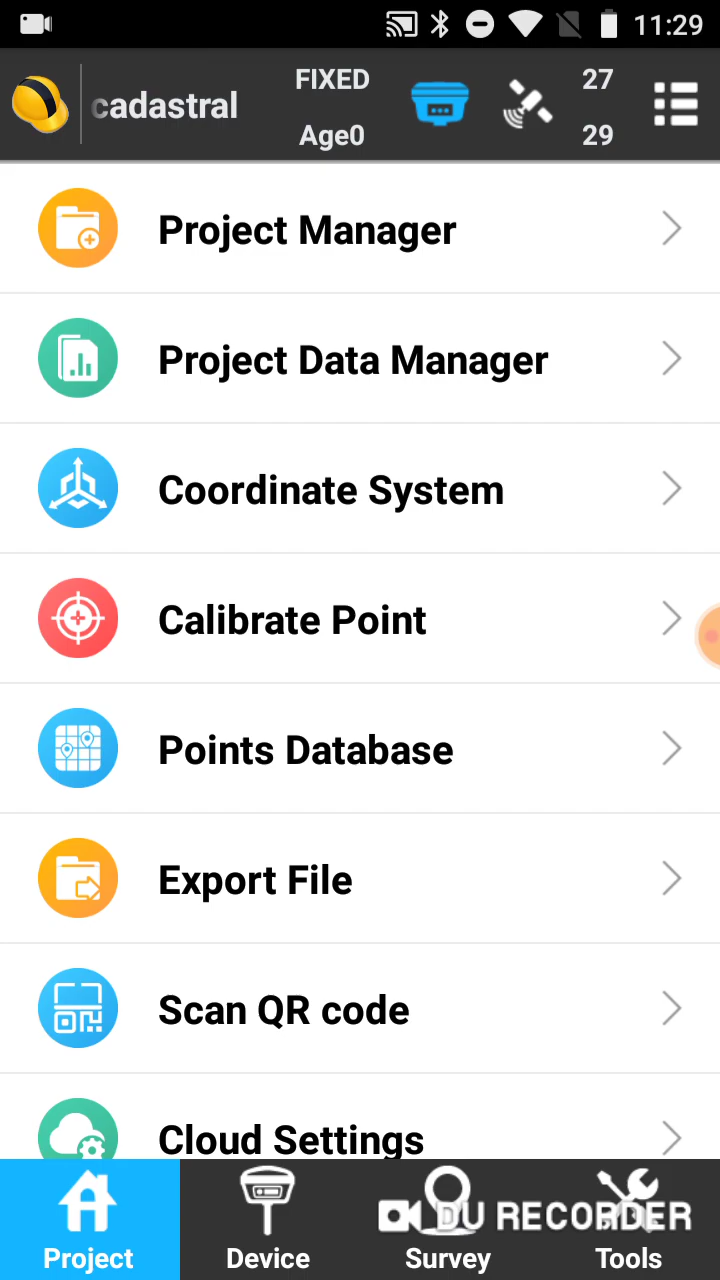 11:29
cadastral
FIXED
Age0
27
29
Project Manager
Project Data Manager
Coordinate System
Calibrate Point
Points Database
Export File
Scan QR code
Cloud Settings
DU RECORDER
Project
Device
Survey
Tools